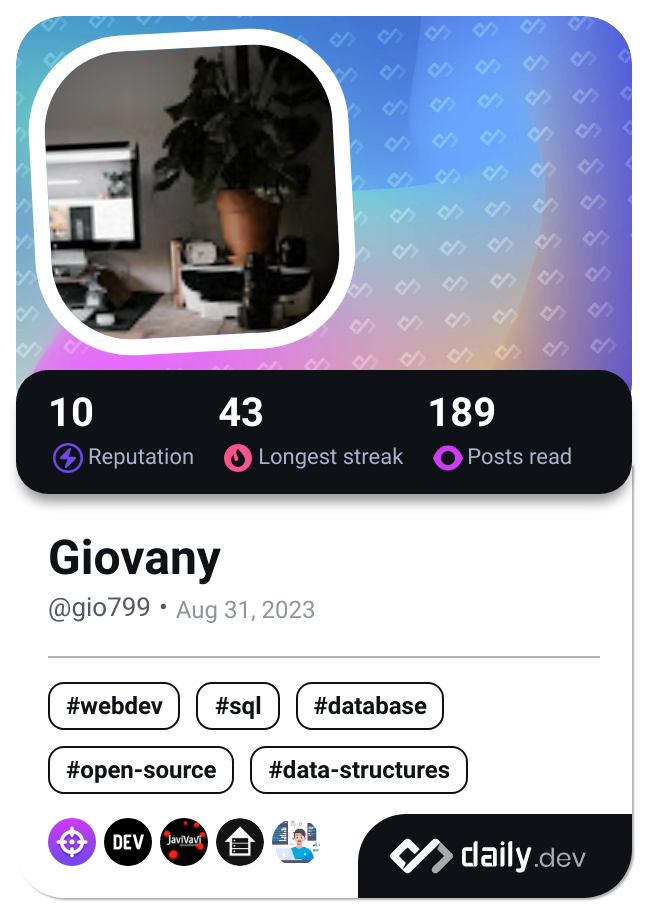 10 43 189
Reputation Longest streak Posts read
Giovany
@gio799 • Aug 31, 2023
#webdev #sql #database
#open-source #data-structures
DEV JaviVavi
daily.dev